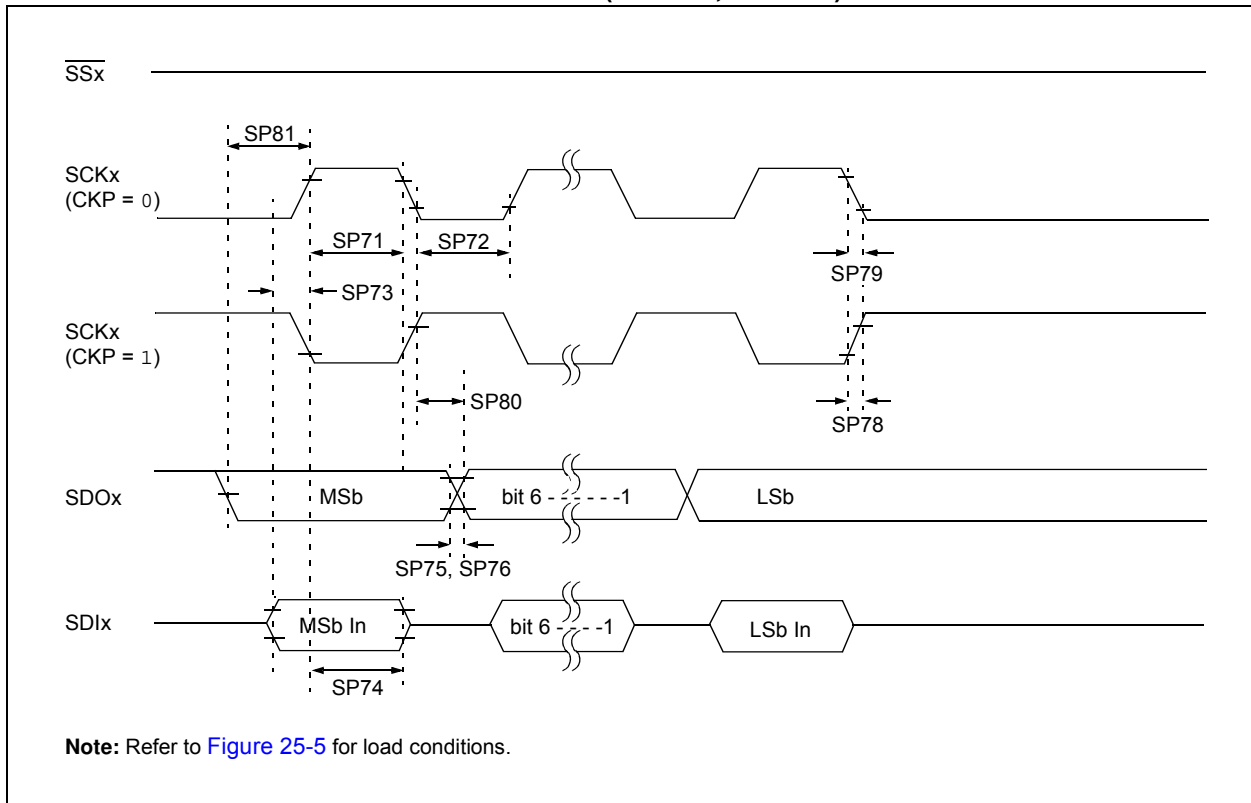 SSx
SP81
SCKx
(CKP = 0)
SP71
SP72
SP79
SP73
SCKx
(CKP = 1)
SP80
SP78
SDOx
MSb
bit 6 - - - - - -1
LSb
SP75, SP76
SDIx
MSb In
bit 6 - - - -1
LSb In
SP74
Note: Refer to Figure 25-5 for load conditions.